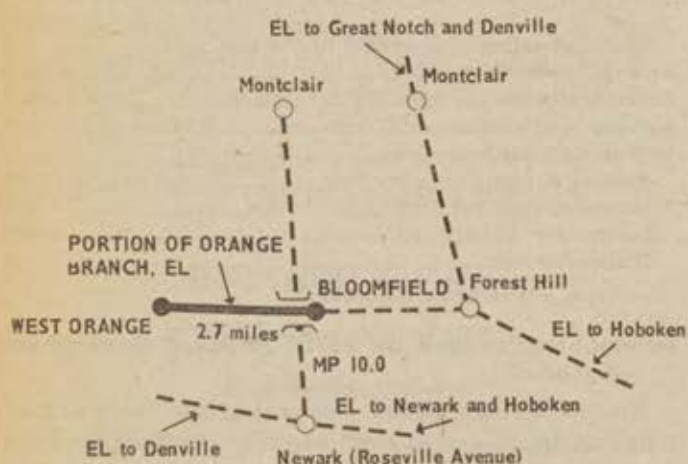 EL to Great Notch and Denville
Montclair
Montclair
PORTION OF ORANGE
BRANCH, EL
BLOOMFIELD
Forest Hill
WEST ORANGE
2.7 miles
EL to Hoboken
MP 10.0
EL to Newark and Hoboken
EL to Denville
Newark (Roseville Avenue)